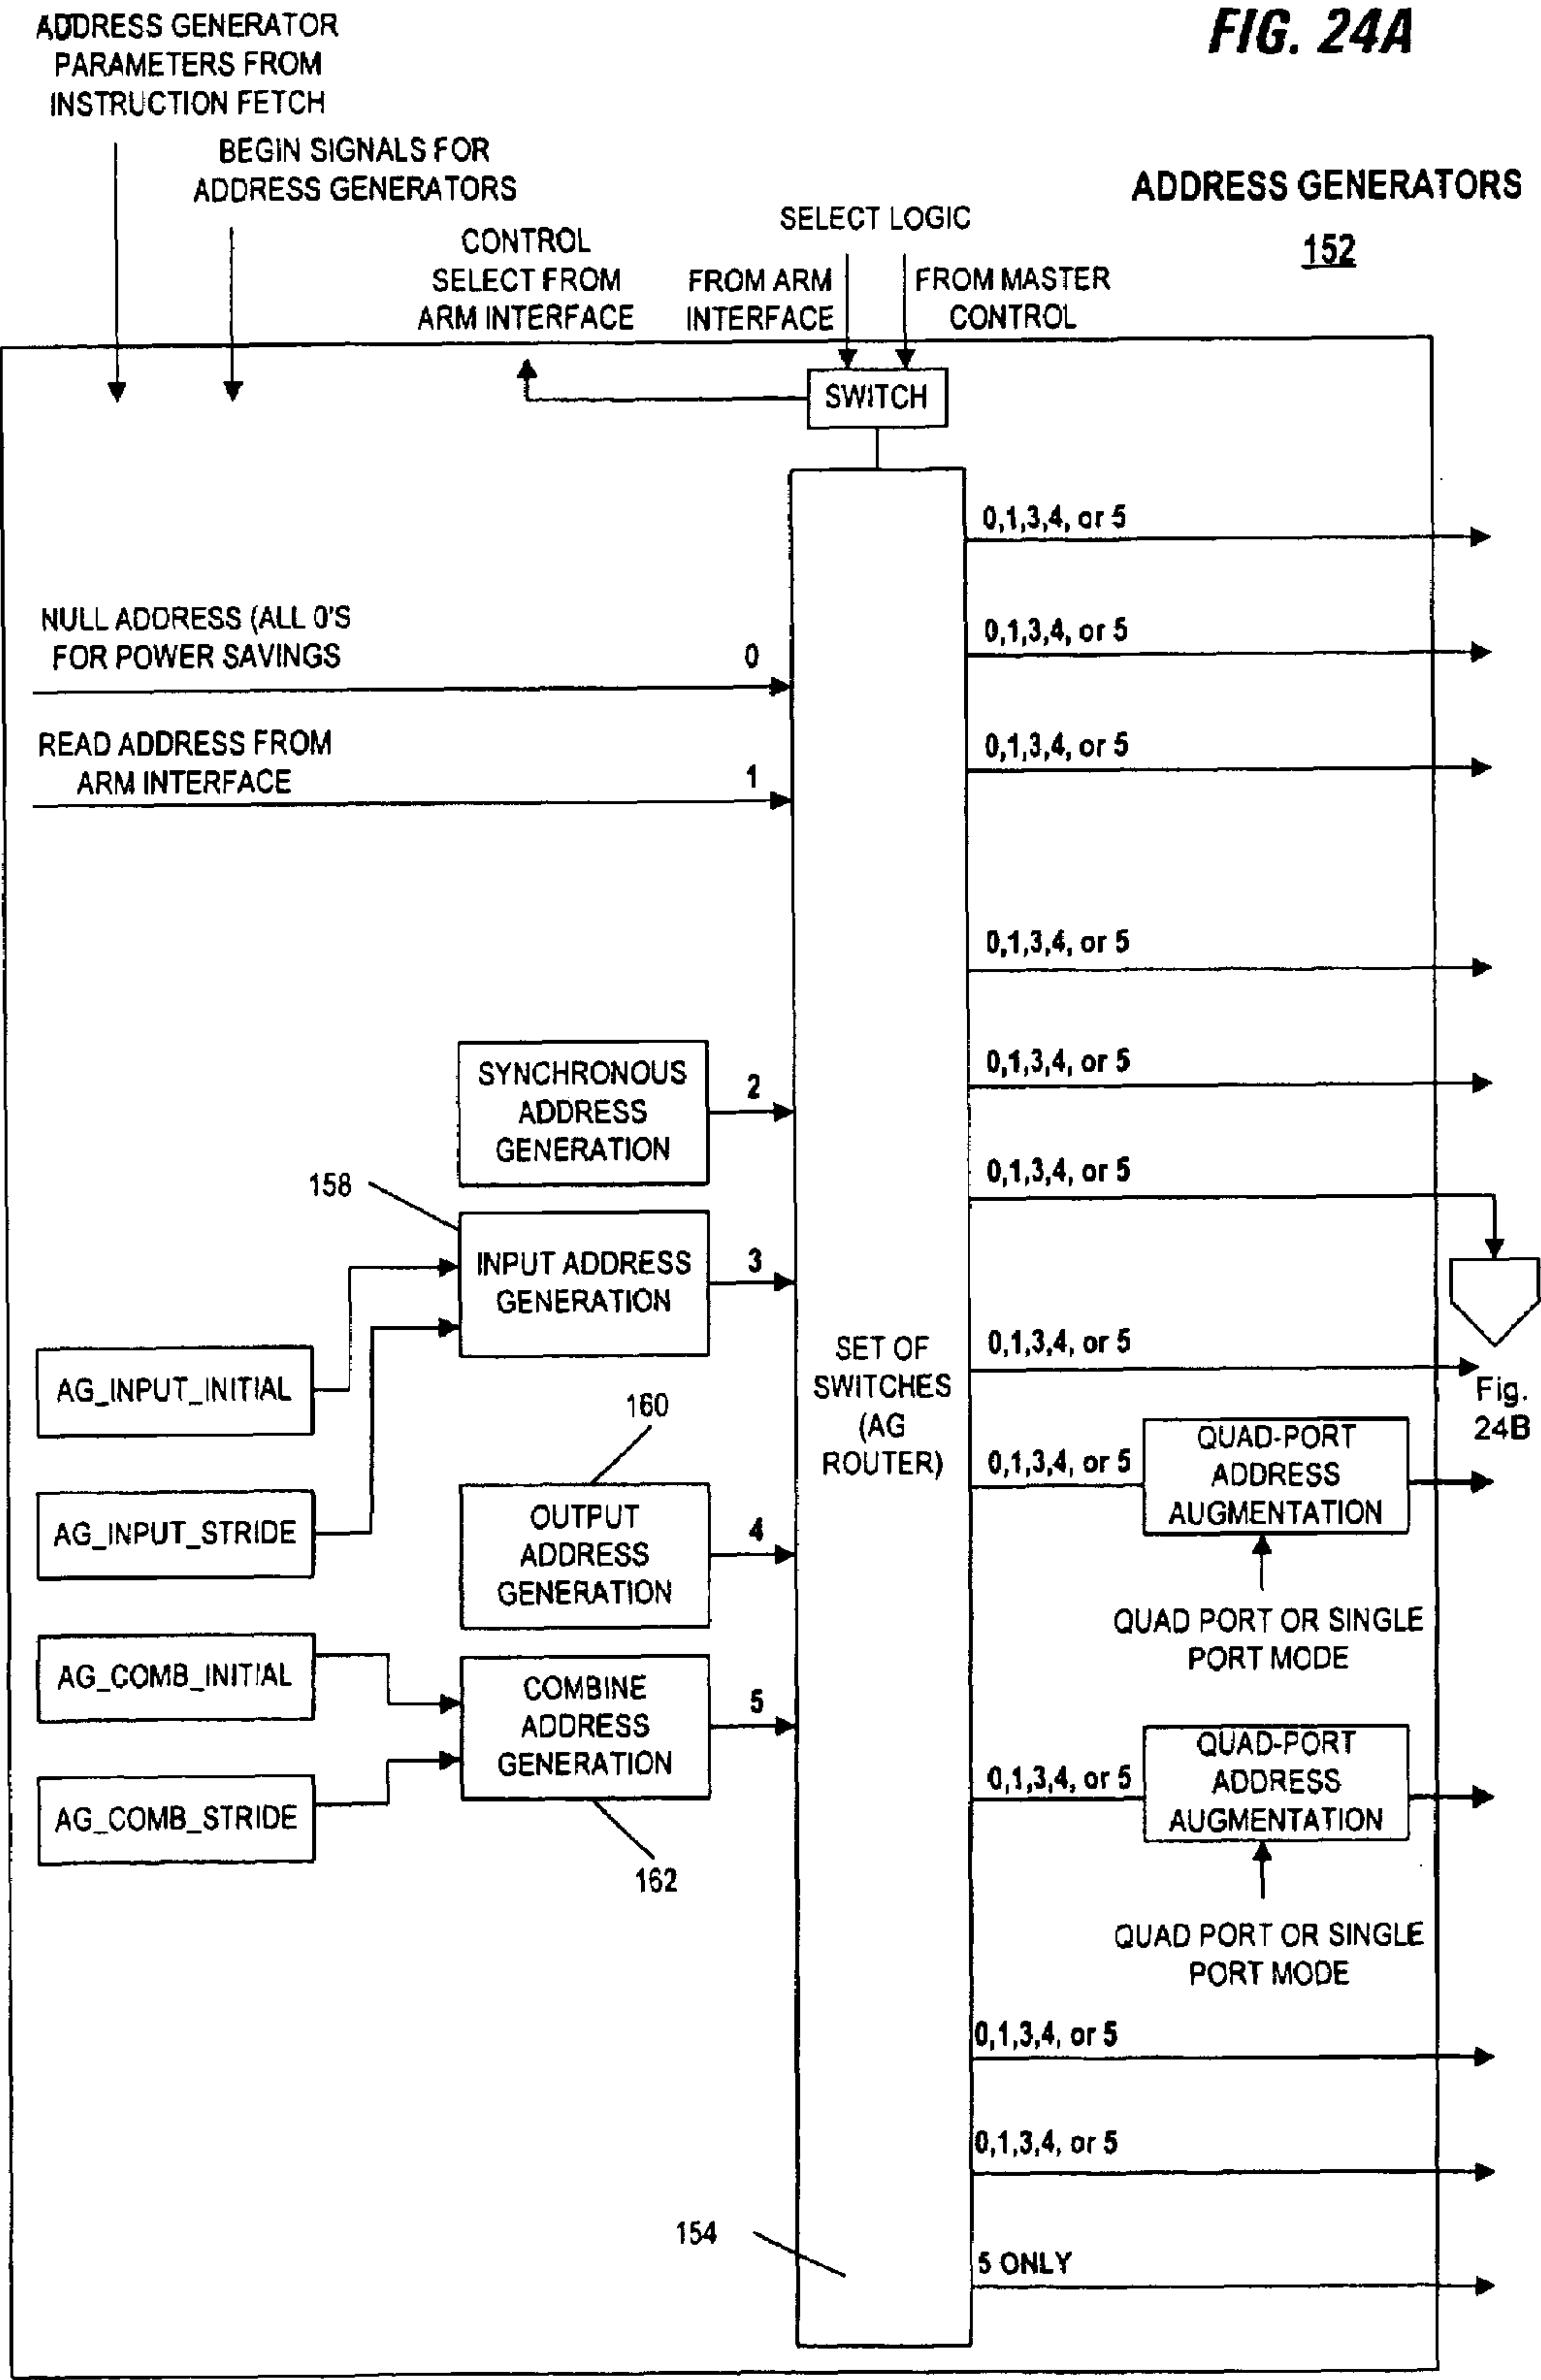 FIG. 24A
ADDRESS GENERATOR
PARAMETERS FROM
INSTRUCTION FETCH
BEGIN SIGNALS FOR
ADDRESS GENERATORS
ADDRESS GENERATORS
152
CONTROL
SELECT FROM
ARM INTERFACE
SELECT LOGIC
FROM ARM
INTERFACE
FROM MASTER
CONTROL
SWITCH
0,1,3,4, or 5
NULL ADDRESS (ALL 0'S
FOR POWER SAVINGS
0
0,1,3,4, or 5
READ ADDRESS FROM
ARM INTERFACE
1
0,1,3,4, or 5
0,1,3,4, or 5
SYNCHRONOUS
ADDRESS
GENERATION
2
0,1,3,4, or 5
158
0,1,3,4, or 5
INPUT ADDRESS
GENERATION
3
SET OF
SWITCHES
(AG
ROUTER)
0,1,3,4, or 5
Fig.
24B
AG_INPUT_INITIAL
160
0,1,3,4, or 5
QUAD-PORT
ADDRESS
AUGMENTATION
AG_INPUT_STRIDE
OUTPUT
ADDRESS
GENERATION
4
QUAD PORT OR SINGLE
PORT MODE
AG_COMB_INITIAL
COMBINE
ADDRESS
GENERATION
5
0,1,3,4, or 5
QUAD-PORT
ADDRESS
AUGMENTATION
AG_COMB_STRIDE
162
QUAD PORT OR SINGLE
PORT MODE
0,1,3,4, or 5
0,1,3,4, or 5
154
5 ONLY